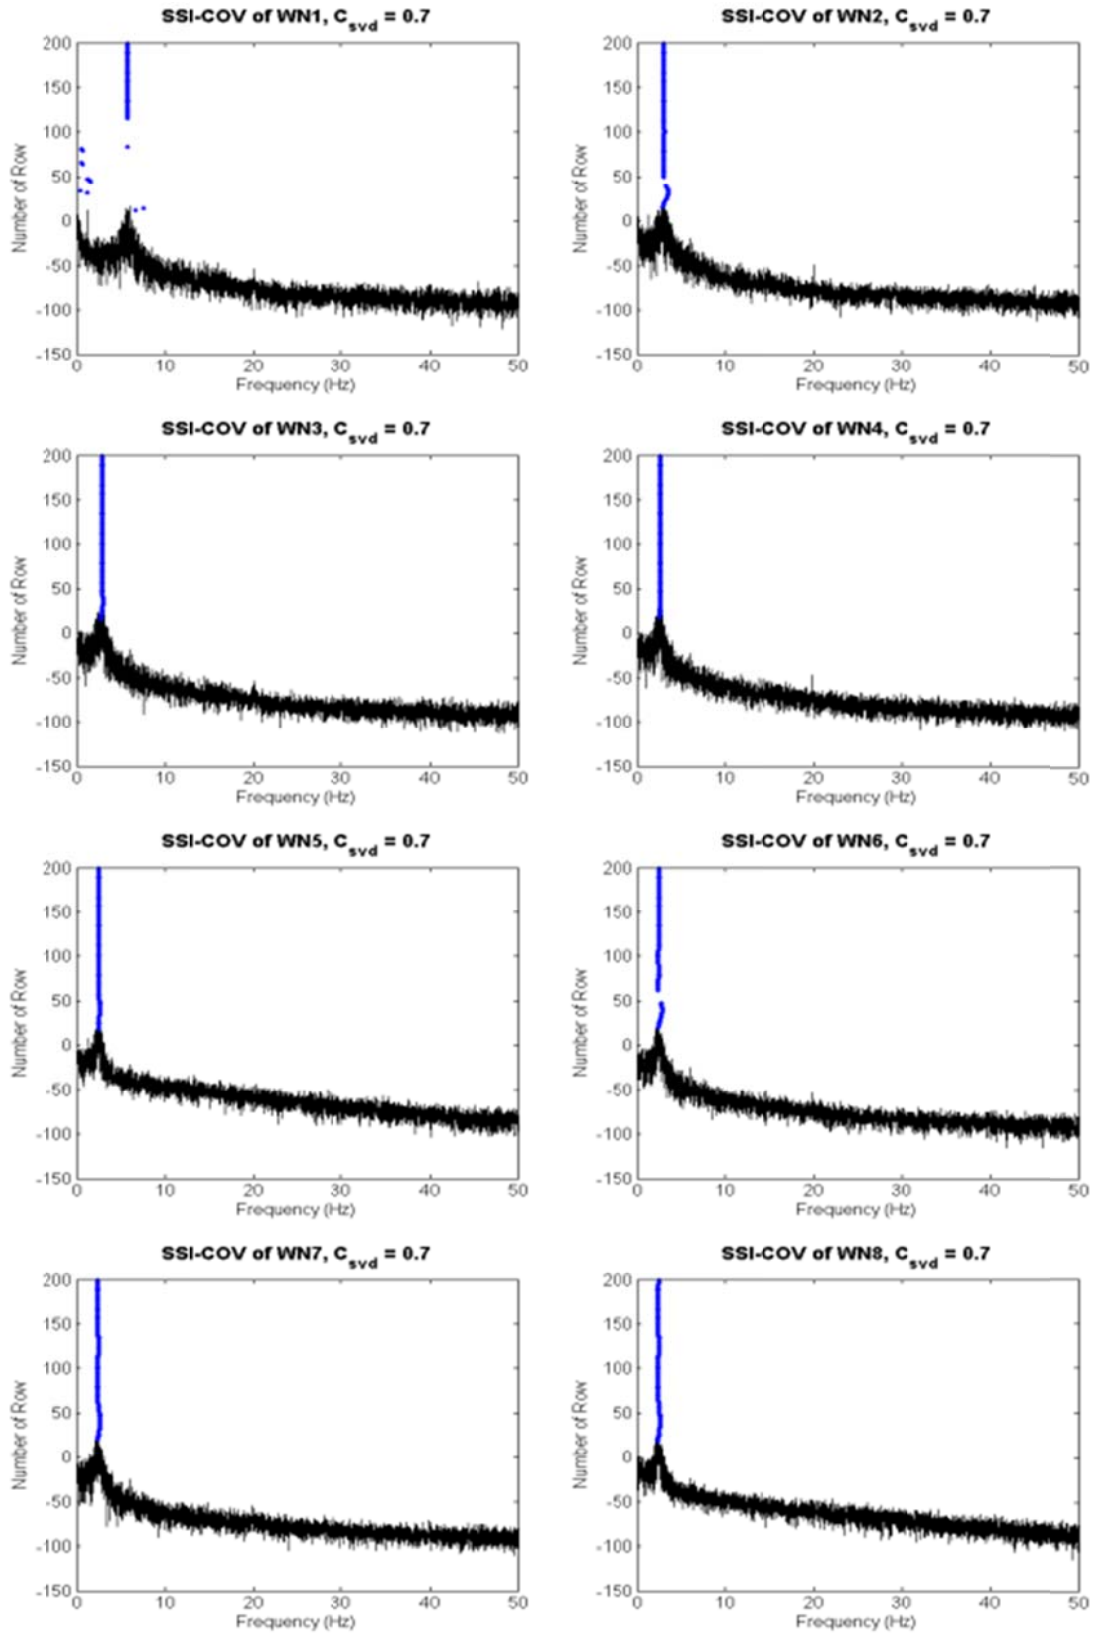 SSI-COV of WN1, C_svd = 0.7
SSI-COV of WN2, C_svd = 0.7
200
150
100
50
0
-50
-100
-150
Number of Row
0 10 20 30 40 50
Frequency (Hz)
200
150
100
50
0
-50
-100
-150
Number of Row
0 10 20 30 40 50
Frequency (Hz)
SSI-COV of WN3, C_svd = 0.7
SSI-COV of WN4, C_svd = 0.7
200
150
100
50
0
-50
-100
-150
Number of Row
0 10 20 30 40 50
Frequency (Hz)
200
150
100
50
0
-50
-100
-150
Number of Row
0 10 20 30 40 50
Frequency (Hz)
SSI-COV of WN5, C_svd = 0.7
SSI-COV of WN6, C_svd = 0.7
200
150
100
50
0
-50
-100
-150
Number of Row
0 10 20 30 40 50
Frequency (Hz)
200
150
100
50
0
-50
-100
-150
Number of Row
0 10 20 30 40 50
Frequency (Hz)
SSI-COV of WN7, C_svd = 0.7
SSI-COV of WN8, C_svd = 0.7
200
150
100
50
0
-50
-100
-150
Number of Row
0 10 20 30 40 50
Frequency (Hz)
200
150
100
50
0
-50
-100
-150
Number of Row
0 10 20 30 40 50
Frequency (Hz)